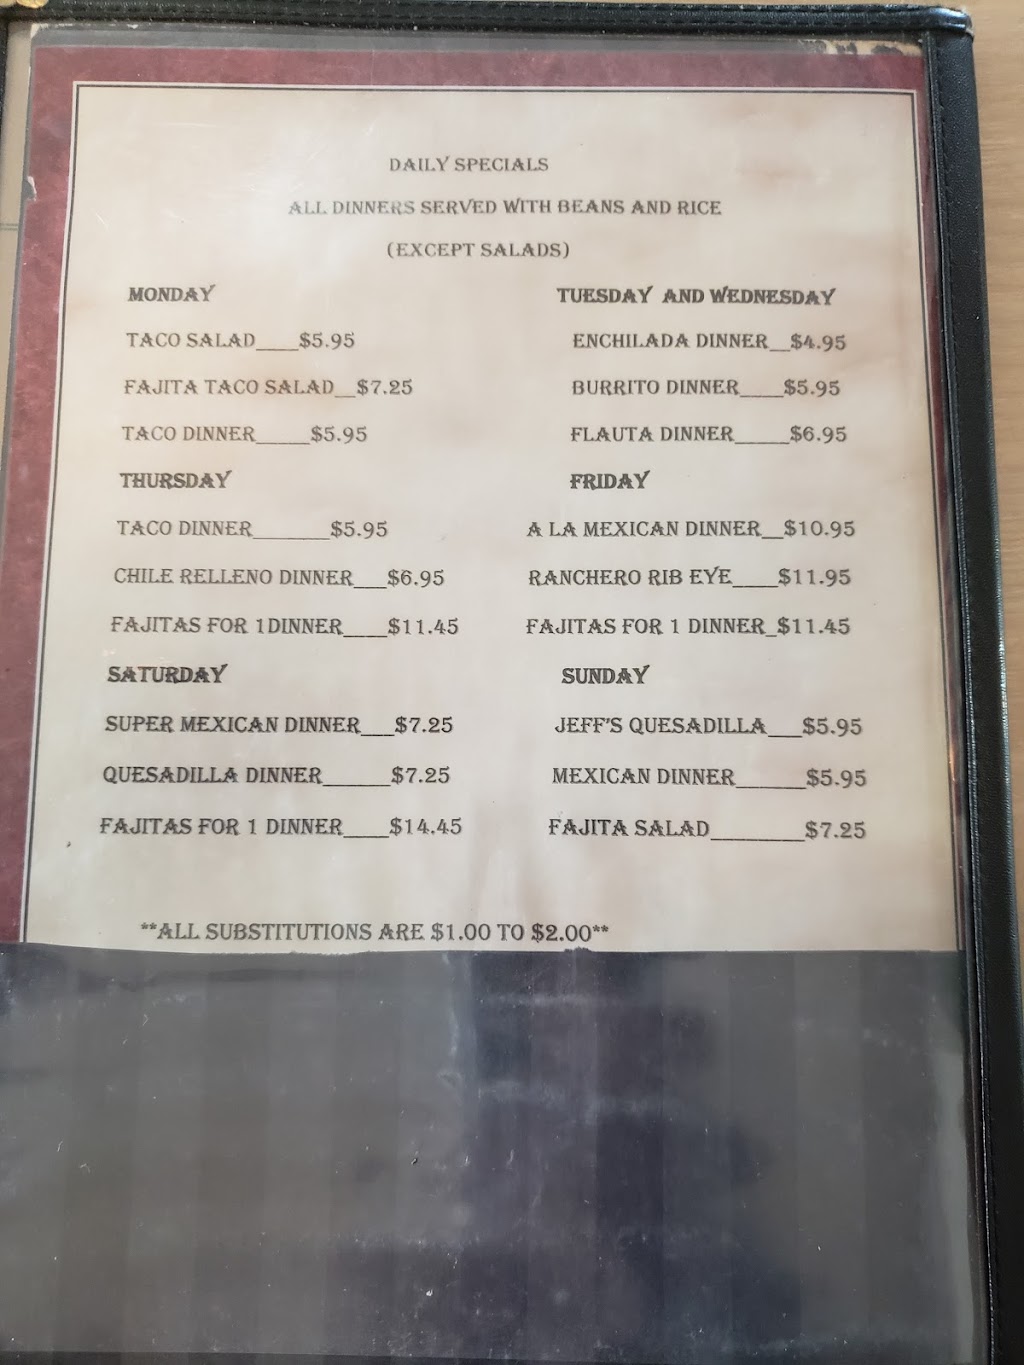 DAILY SPECIALS
ALL DINNERS SERVED WITH BEANS AND RICE
(EXCEPT SALADS)
MONDAY
TACO SALAD____$5.95
FAJITA TACO SALAD__$7.25
TACO DINNER_____$5.95
TUESDAY AND WEDNESDAY
ENCHILADA DINNER__$4.95
BURRITO DINNER____$5.95
FLAUTA DINNER_____$6.95
THURSDAY
TACO DINNER_______$5.95
CHILE RELLENO DINNER___$6.95
FAJITAS FOR 1DINNER____$11.45
FRIDAY
A LA MEXICAN DINNER__$10.95
RANCHERO RIB EYE____$11.95
FAJITAS FOR 1 DINNER_$11.45
SATURDAY
SUPER MEXICAN DINNER___$7.25
QUESADILLA DINNER______$7.25
FAJITAS FOR 1 DINNER____$14.45
SUNDAY
JEFF'S QUESADILLA___$5.95
MEXICAN DINNER______$5.95
FAJITA SALAD________$7.25
**ALL SUBSTITUTIONS ARE $1.00 TO $2.00**